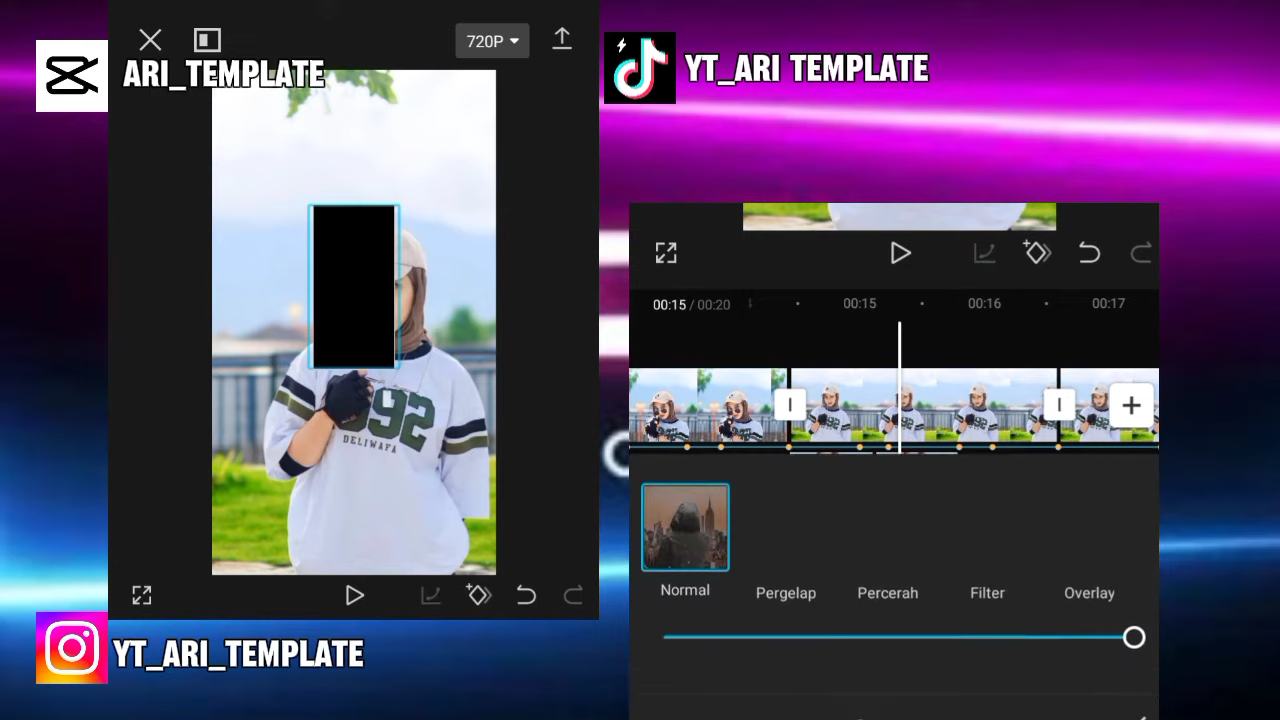 720P
ARI_TEMPLATE
YT_ARI TEMPLATE
DELIWAFA
00:15 / 00:20
00:15
00:16
00:17
Normal
Pergelap
Percerah
Filter
Overlay
YT_ARI_TEMPLATE